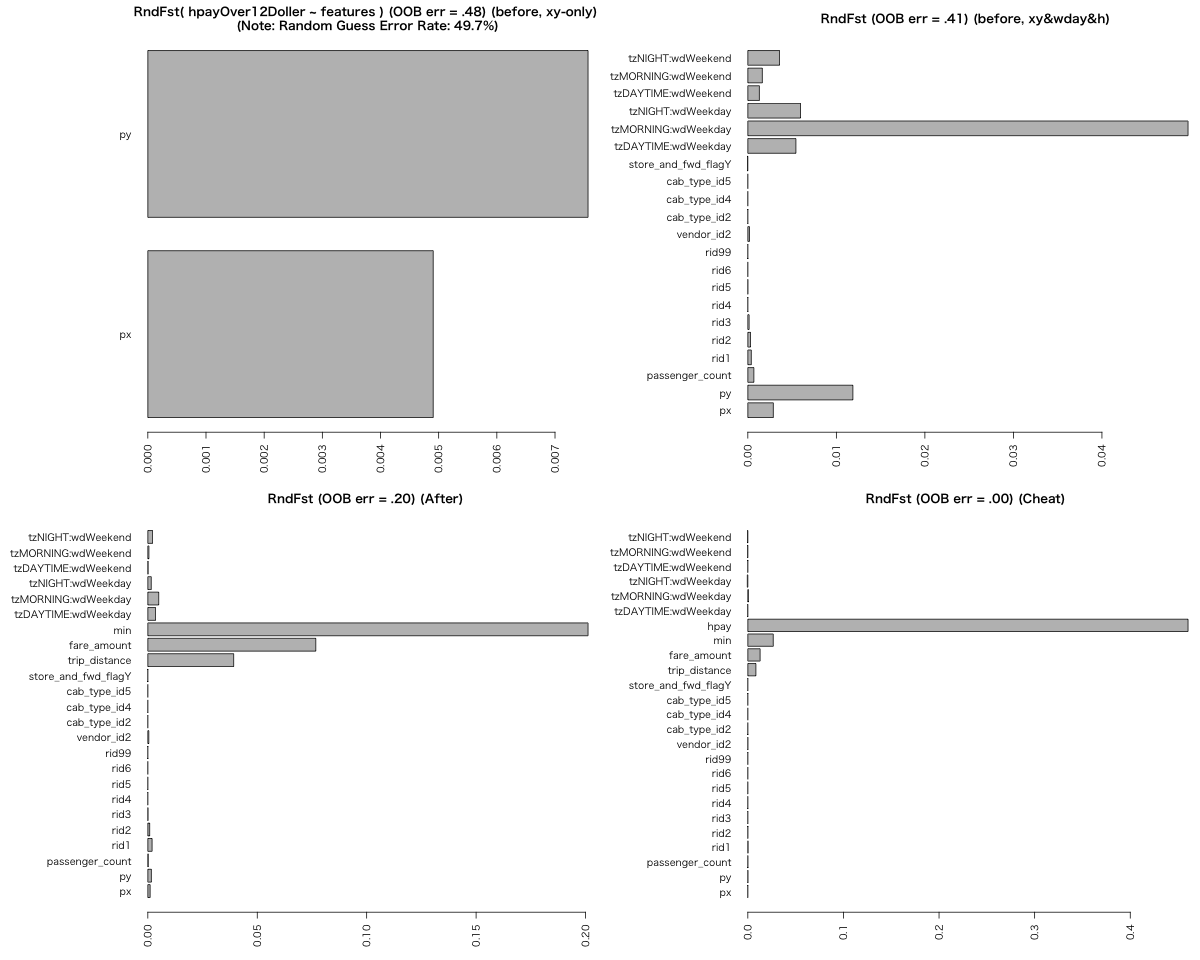 RndFst( hpayOver12Doller ~ features ) (OOB err = .48) (before, xy-only)
(Note: Random Guess Error Rate: 49.7%)
py
px
0.000 0.001 0.002 0.003 0.004 0.005 0.006 0.007
RndFst (OOB err = .41) (before, xy&wday&h)
tzNIGHT:wdWeekend
tzMORNING:wdWeekend
tzDAYTIME:wdWeekend
tzNIGHT:wdWeekday
tzMORNING:wdWeekday
tzDAYTIME:wdWeekday
store_and_fwd_flagY
cab_type_id5
cab_type_id4
cab_type_id2
vendor_id2
rid99
rid6
rid5
rid4
rid3
rid2
rid1
passenger_count
py
px
0.00 0.01 0.02 0.03 0.04
RndFst (OOB err = .20) (After)
tzNIGHT:wdWeekend
tzMORNING:wdWeekend
tzDAYTIME:wdWeekend
tzNIGHT:wdWeekday
tzMORNING:wdWeekday
tzDAYTIME:wdWeekday
min
fare_amount
trip_distance
store_and_fwd_flagY
cab_type_id5
cab_type_id4
cab_type_id2
vendor_id2
rid99
rid6
rid5
rid4
rid3
rid2
rid1
passenger_count
py
px
0.00 0.05 0.10 0.15 0.20
RndFst (OOB err = .00) (Cheat)
tzNIGHT:wdWeekend
tzMORNING:wdWeekend
tzDAYTIME:wdWeekend
tzNIGHT:wdWeekday
tzMORNING:wdWeekday
tzDAYTIME:wdWeekday
hpay
min
fare_amount
trip_distance
store_and_fwd_flagY
cab_type_id5
cab_type_id4
cab_type_id2
vendor_id2
rid99
rid6
rid5
rid4
rid3
rid2
rid1
passenger_count
py
px
0.0 0.1 0.2 0.3 0.4